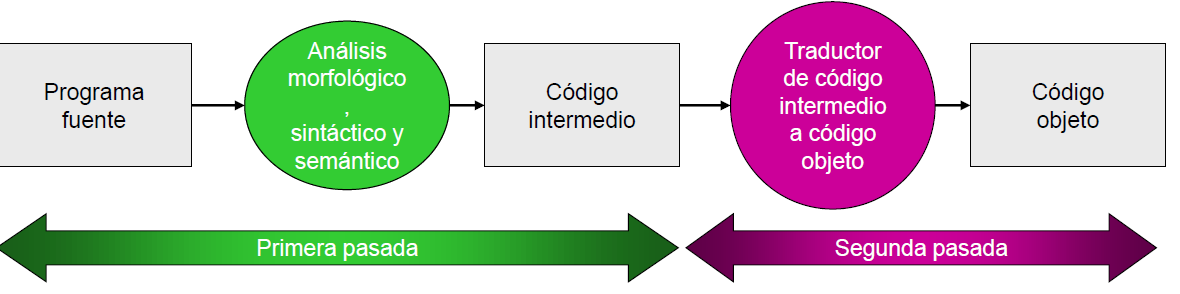 Programa
fuente
Análisis
morfológico
,
sintáctico y
semántico
Código
intermedio
Traductor
de código
intermedio
a código
objeto
Código
objeto
Primera pasada
Segunda pasada